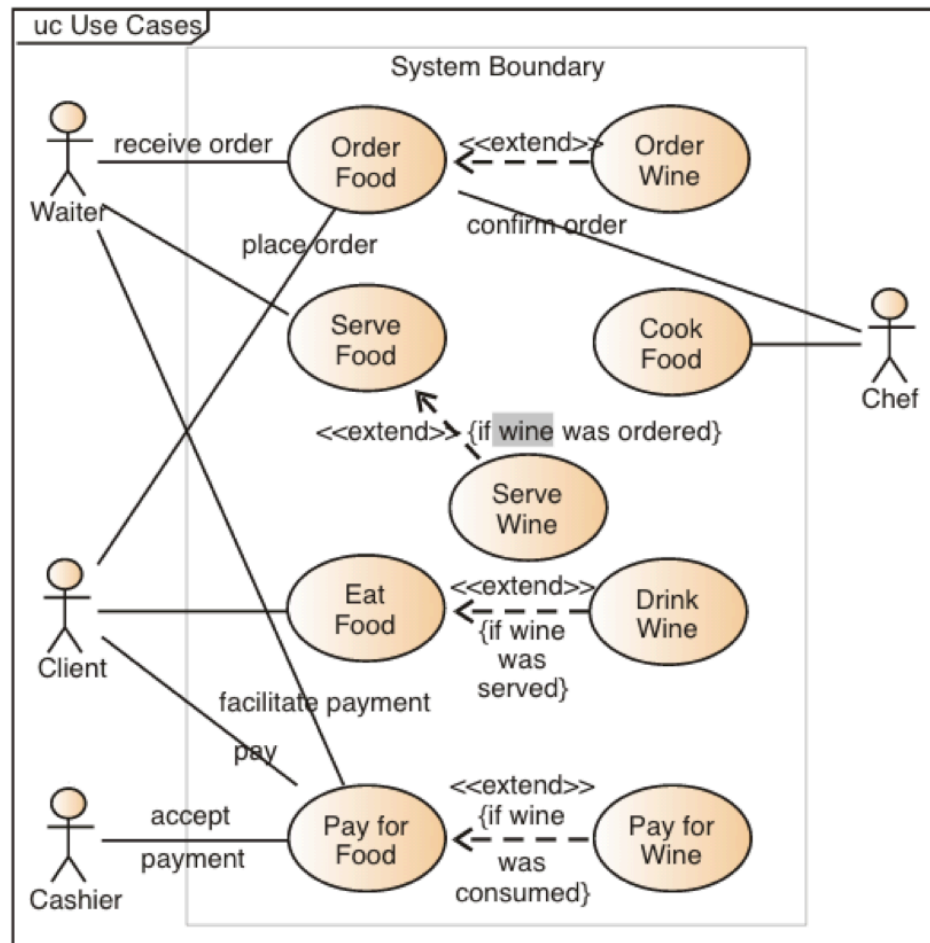 uc Use Cases
System Boundary
receive order
Order
Food
<<extend>>
Order
Wine
Waiter
place order
confirm order
Serve
Food
Cook
Food
Chef
<<extend>> {if wine was ordered}
Serve
Wine
Client
Eat
Food
<<extend>>
{if wine
was
served}
Drink
Wine
facilitate payment
pay
Cashier
accept
payment
Pay for
Food
<<extend>>
{if wine
was
consumed}
Pay for
Wine